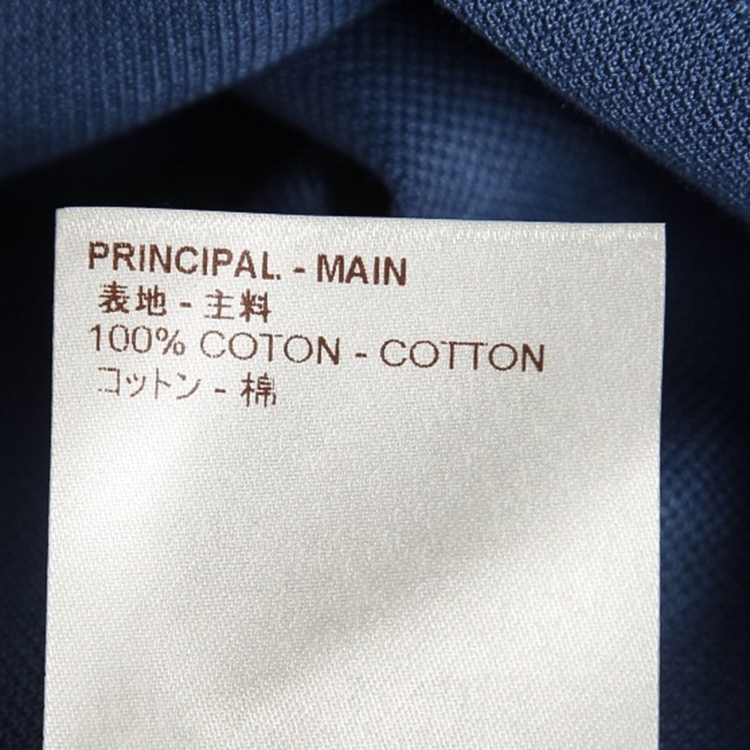 PRINCIPAL - MAIN
表地 - 主料
100% COTON - COTTON
コットン - 棉